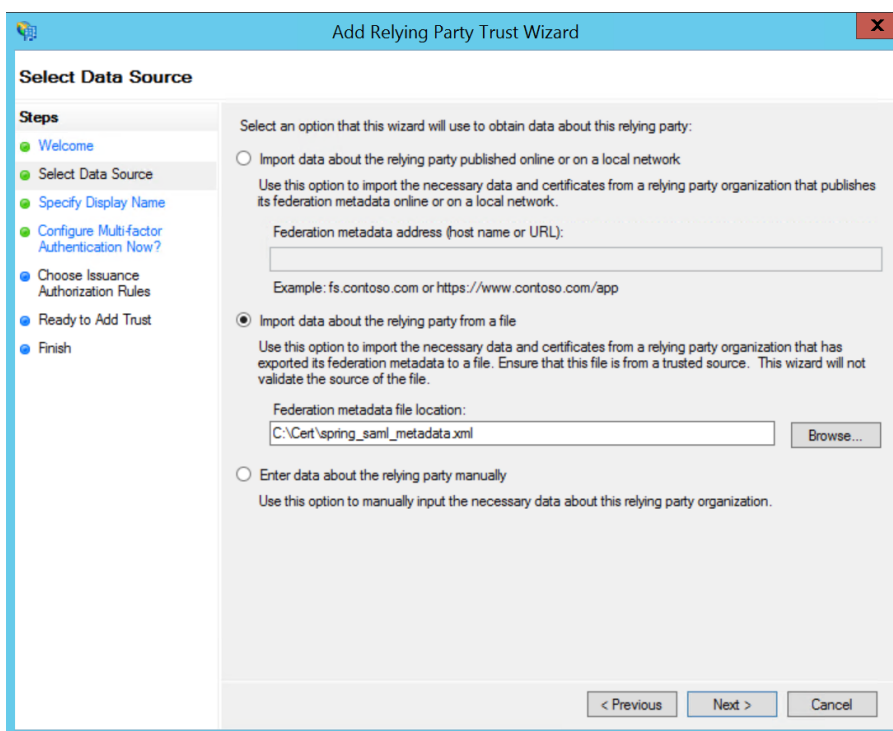 Add Relying Party Trust Wizard
X
Select Data Source
Steps
Welcome
Select Data Source
Specify Display Name
Configure Multi-factor
Authentication Now?
Choose Issuance
Authorization Rules
Ready to Add Trust
Finish
Select an option that this wizard will use to obtain data about this relying party:
Import data about the relying party published online or on a local network
Use this option to import the necessary data and certificates from a relying party organization that publishes
its federation metadata online or on a local network.
Federation metadata address (host name or URL):
Example: fs.contoso.com or https://www.contoso.com/app
Import data about the relying party from a file
Use this option to import the necessary data and certificates from a relying party organization that has
exported its federation metadata to a file. Ensure that this file is from a trusted source. This wizard will not
validate the source of the file.
Federation metadata file location:
C:\Cert\spring_saml_metadata.xml
Browse...
Enter data about the relying party manually
Use this option to manually input the necessary data about this relying party organization.
< Previous
Next >
Cancel